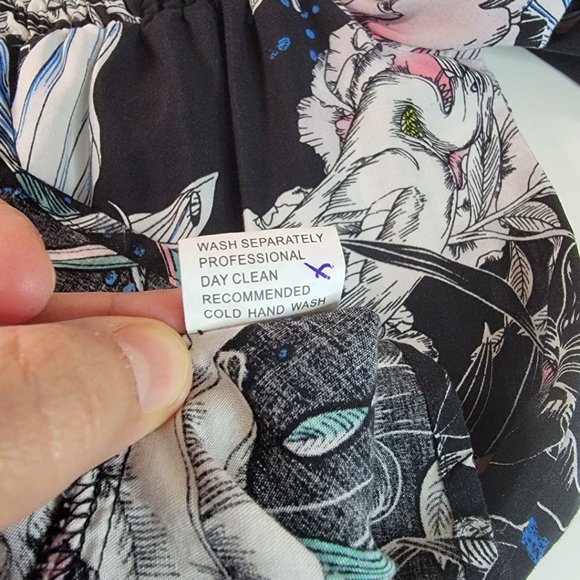 WASH SEPARATELY
PROFESSIONAL
DAY CLEAN
RECOMMENDED
COLD HAND WASH